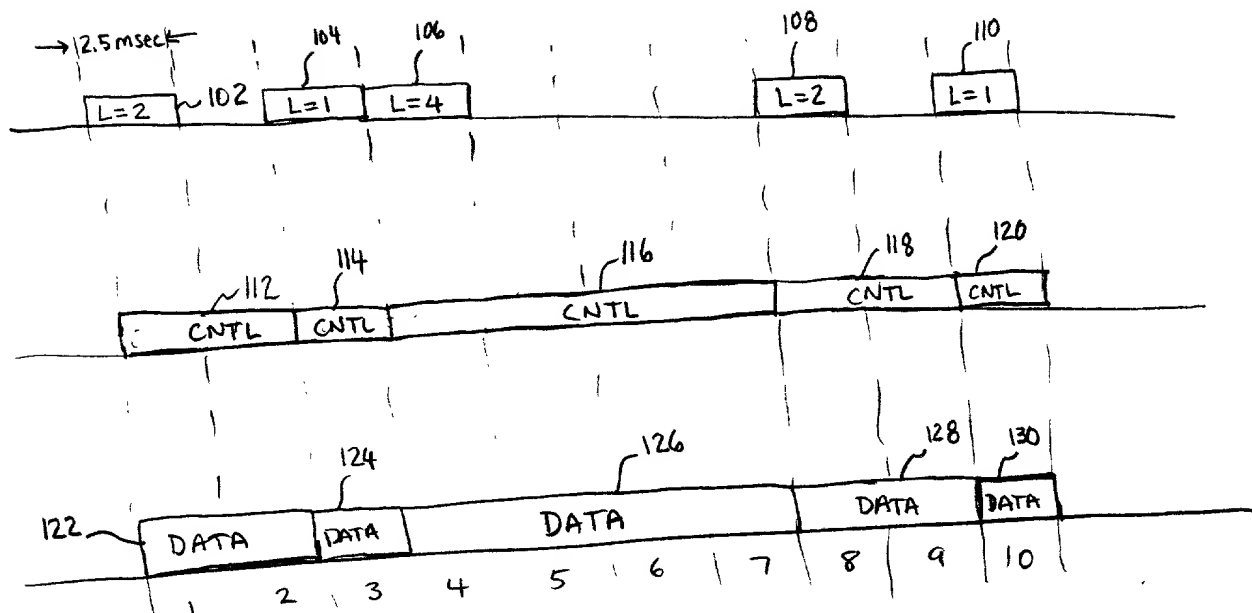 2.5 msec
104
106
108
110
L=2
102
L=1
L=4
L=2
L=1
112
114
116
118
120
CNTL
CNTL
CNTL
CNTL
CNTL
122
124
126
128
130
DATA
DATA
DATA
DATA
DATA
1 2 3 4 5 6 7 8 9 10